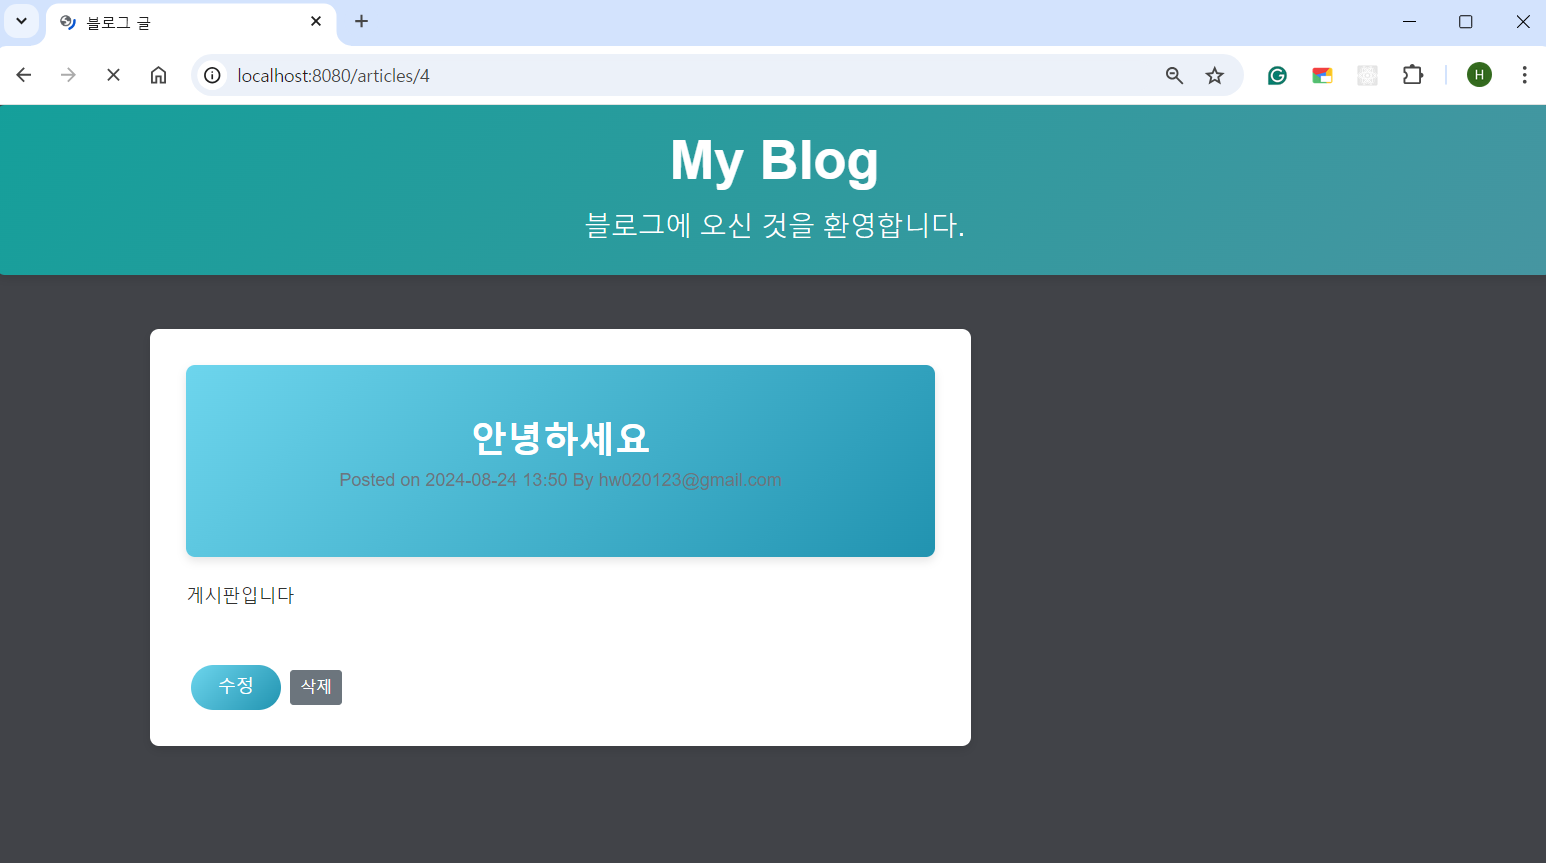 블로그 글
localhost:8080/articles/4
H
My Blog
블로그에 오신 것을 환영합니다.
안녕하세요
Posted on 2024-08-24 13:50 By hw020123@gmail.com
게시판입니다
수정 삭제